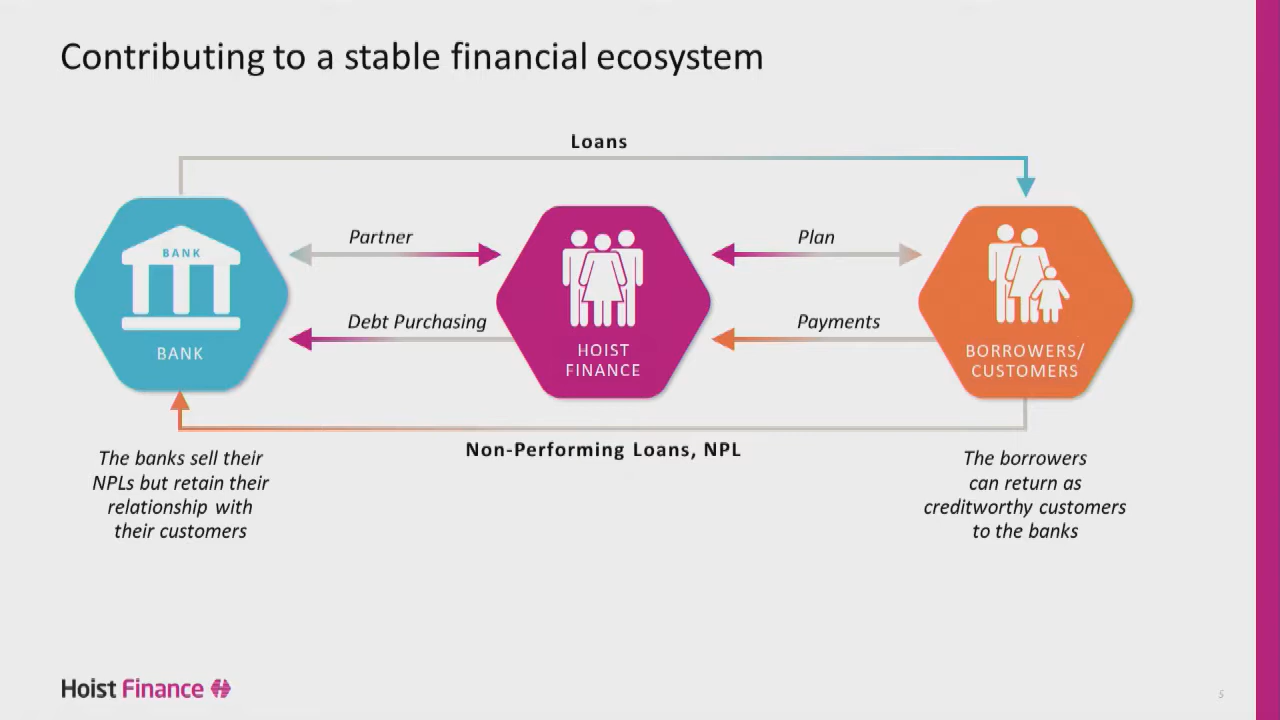 Contributing to a stable financial ecosystem
Loans
BANK
Partner
Plan
Debt Purchasing
Payments
BANK
HOIST
FINANCE
BORROWERS/
CUSTOMERS
Non-Performing Loans, NPL
The banks sell their
NPLs but retain their
relationship with
their customers
The borrowers
can return as
creditworthy customers
to the banks
Hoist Finance
5